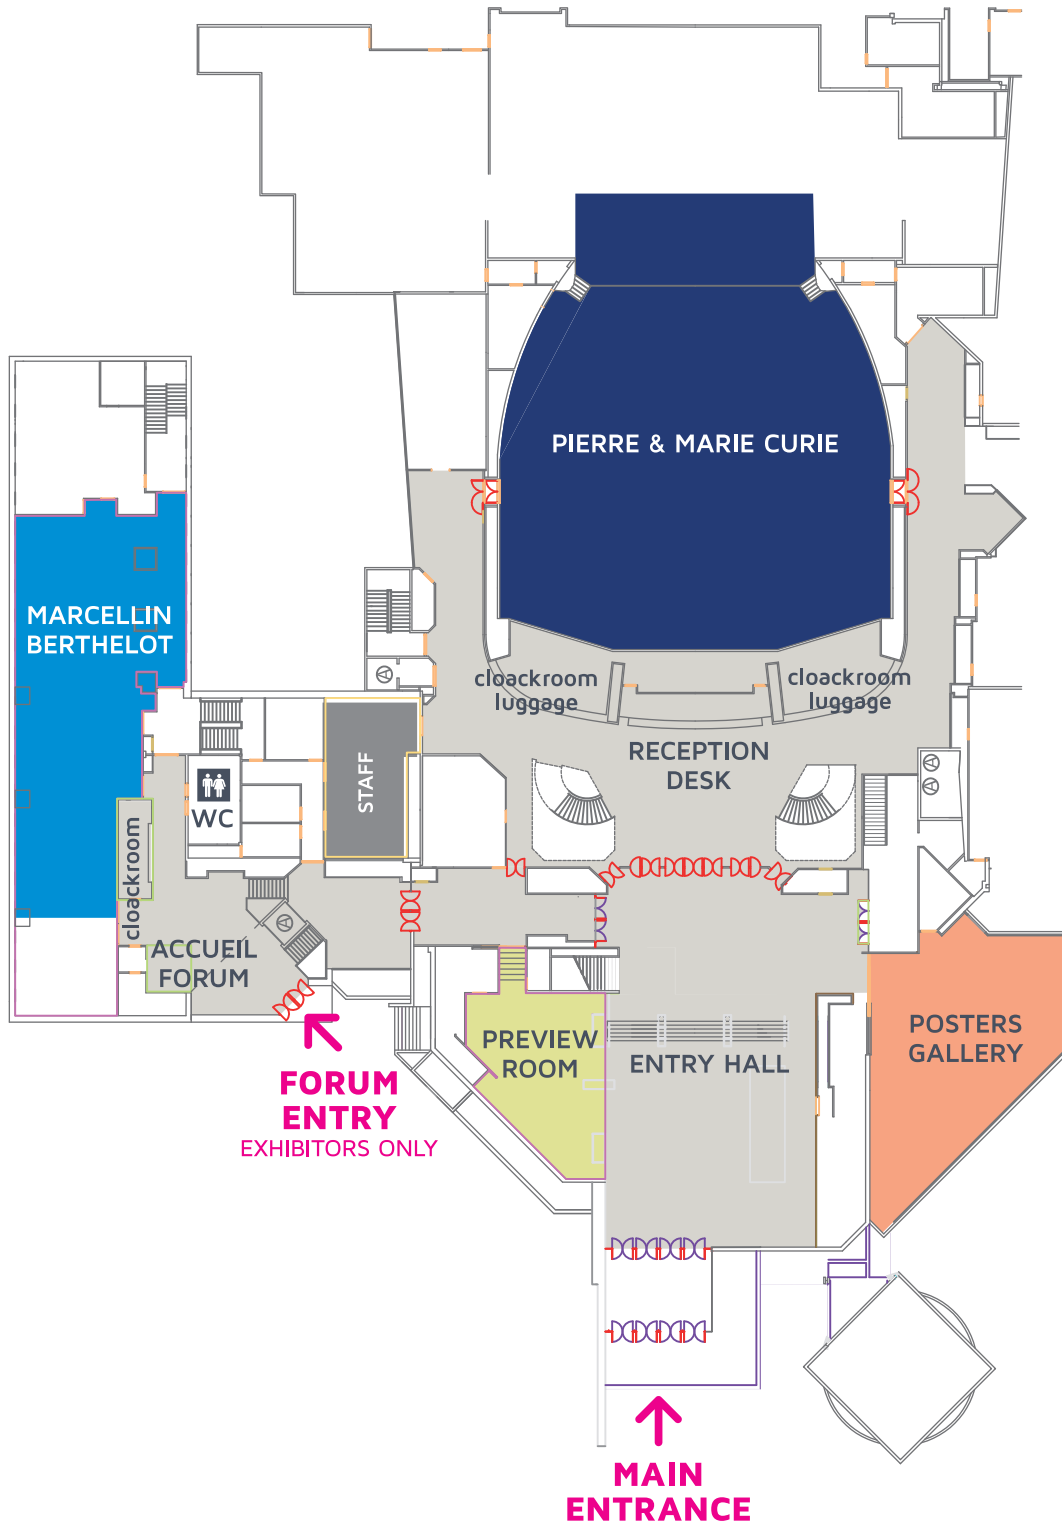 PIERRE & MARIE CURIE
MARCELLIN
BERTHELOT
cloackroom
luggage
cloackroom
luggage
RECEPTION
DESK
STAFF
WC
cloackroom
ACCUEIL
FORUM
PREVIEW
ROOM
ENTRY HALL
POSTERS
GALLERY
FORUM
ENTRY
EXHIBITORS ONLY
MAIN
ENTRANCE